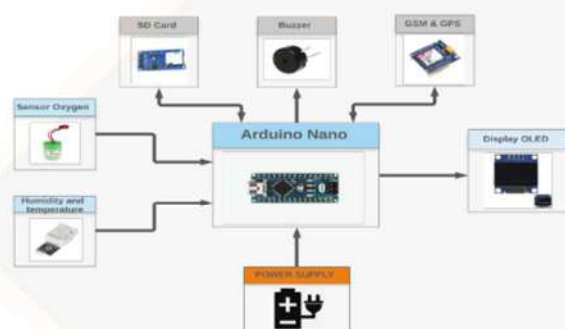 SD Card
Buzzer
GSM & GPS
Sensor Oxygen
Arduino Nano
Display OLED
Humidity and
temperature
POWER SUPPLY